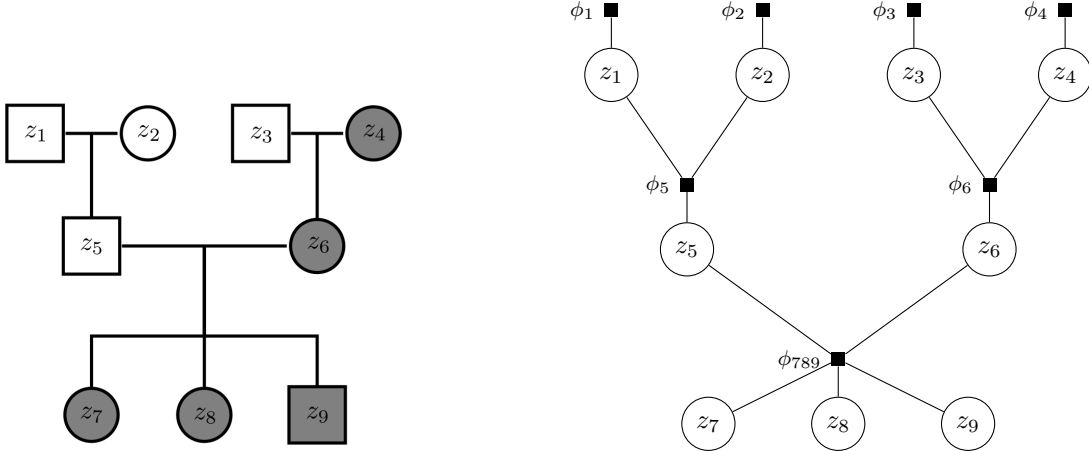 z₁ z₂ z₃ z₄
z₅ z₆
z₇ z₈ z₉
ϕ₁ ϕ₂ ϕ₃ ϕ₄
z₁ z₂ z₃ z₄
ϕ₅ ϕ₆
z₅ z₆
ϕ₇₈₉
z₇ z₈ z₉